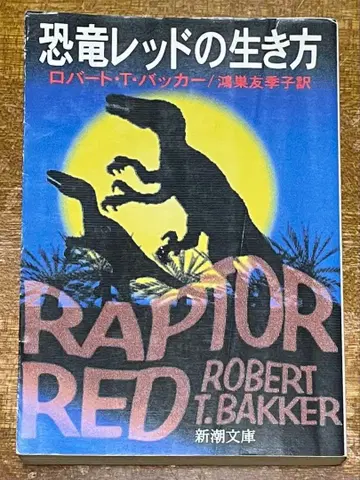 恐竜レッドの生き方
ロバート・T・バッカー/鴻巣友季子訳
RAPTOR
RED
ROBERT
T. BAKKER
新潮文庫